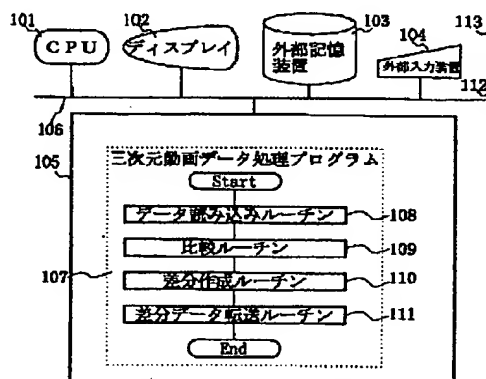 101
CPU
102
ディスプレイ
103
外部記憶
装置
104
外部入力装置
113
112
106
105
三次元動画データ処理プログラム
Start
データ読み込みルーチン
108
比較ルーチン
109
107
差分作成ルーチン
110
差分データ転送ルーチン
111
End